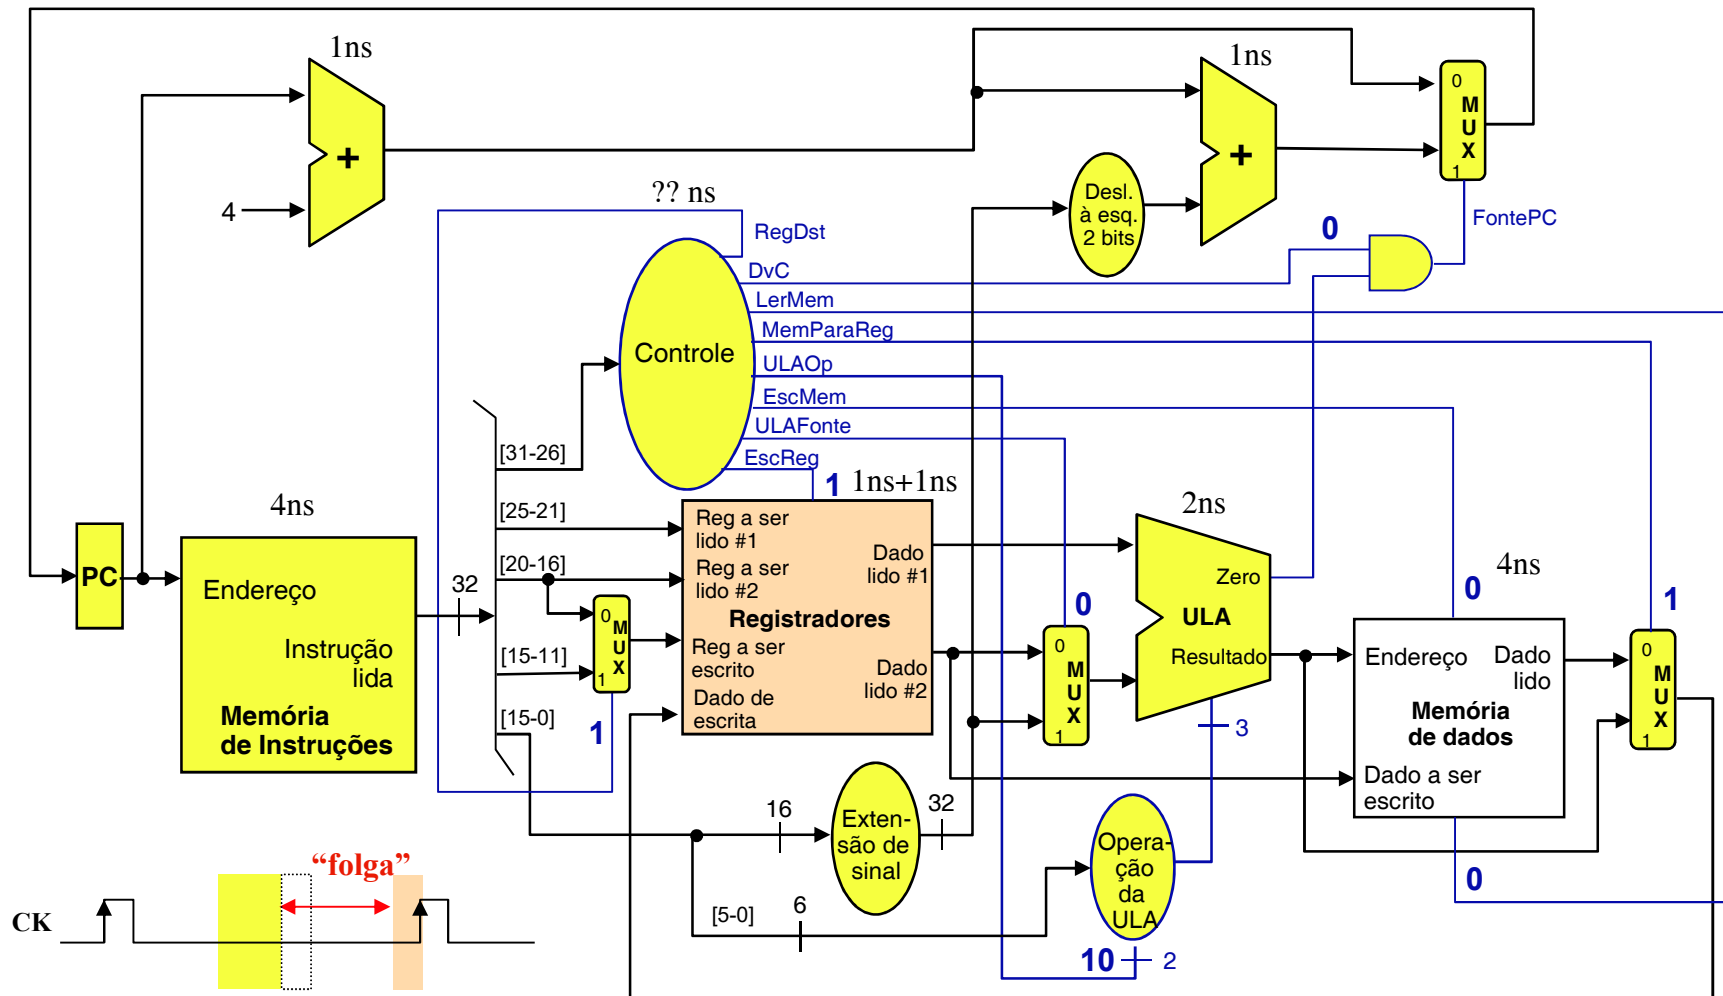 1ns
1ns
0
M
U
X
1
+
+
4
?? ns
Desl.
à esq.
2 bits
0
FontePC
RegDst
DvC
LerMem
MemParaReg
ULAOp
EscMem
ULAFonte
EscReg
Controle
[31-26]
[25-21]
[20-16]
[15-11]
[15-0]
1
1ns+1ns
2ns
4ns
4ns
PC
Endereço
Instrução
lida
Memória
de Instruções
32
0
M
U
X
1
1
Reg a ser
lido #1
Reg a ser
lido #2
Registradores
Reg a ser
escrito
Dado de
escrita
Dado
lido #1
Dado
lido #2
0
0
M
U
X
1
Zero
ULA
Resultado
3
0
Endereço
Dado
lido
Memória
de dados
Dado a ser
escrito
0
1
0
M
U
X
1
16
Exten-
são de
sinal
32
Opera-
ção
da
ULA
[5-0]
6
10
2
“folga”
CK